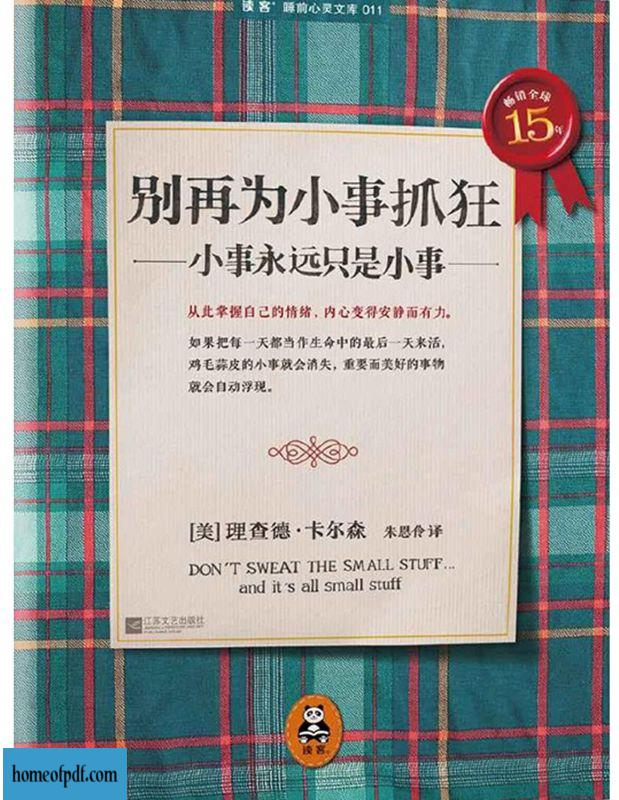 读客® 睡前心灵文库 011
畅销全球
15年
别再为小事抓狂
小事永远只是小事
从此掌握自己的情绪，内心变得安静而有力。
如果把每一天都当作生命中的最后一天来活，
鸡毛蒜皮的小事就会消失，重要而美好的事物
就会自动浮现。
[美] 理查德·卡尔森 朱恩伶 译
DON'T SWEAT THE SMALL STUFF...
and it's all small stuff
江苏文艺出版社
读客®
homeofpdf.com